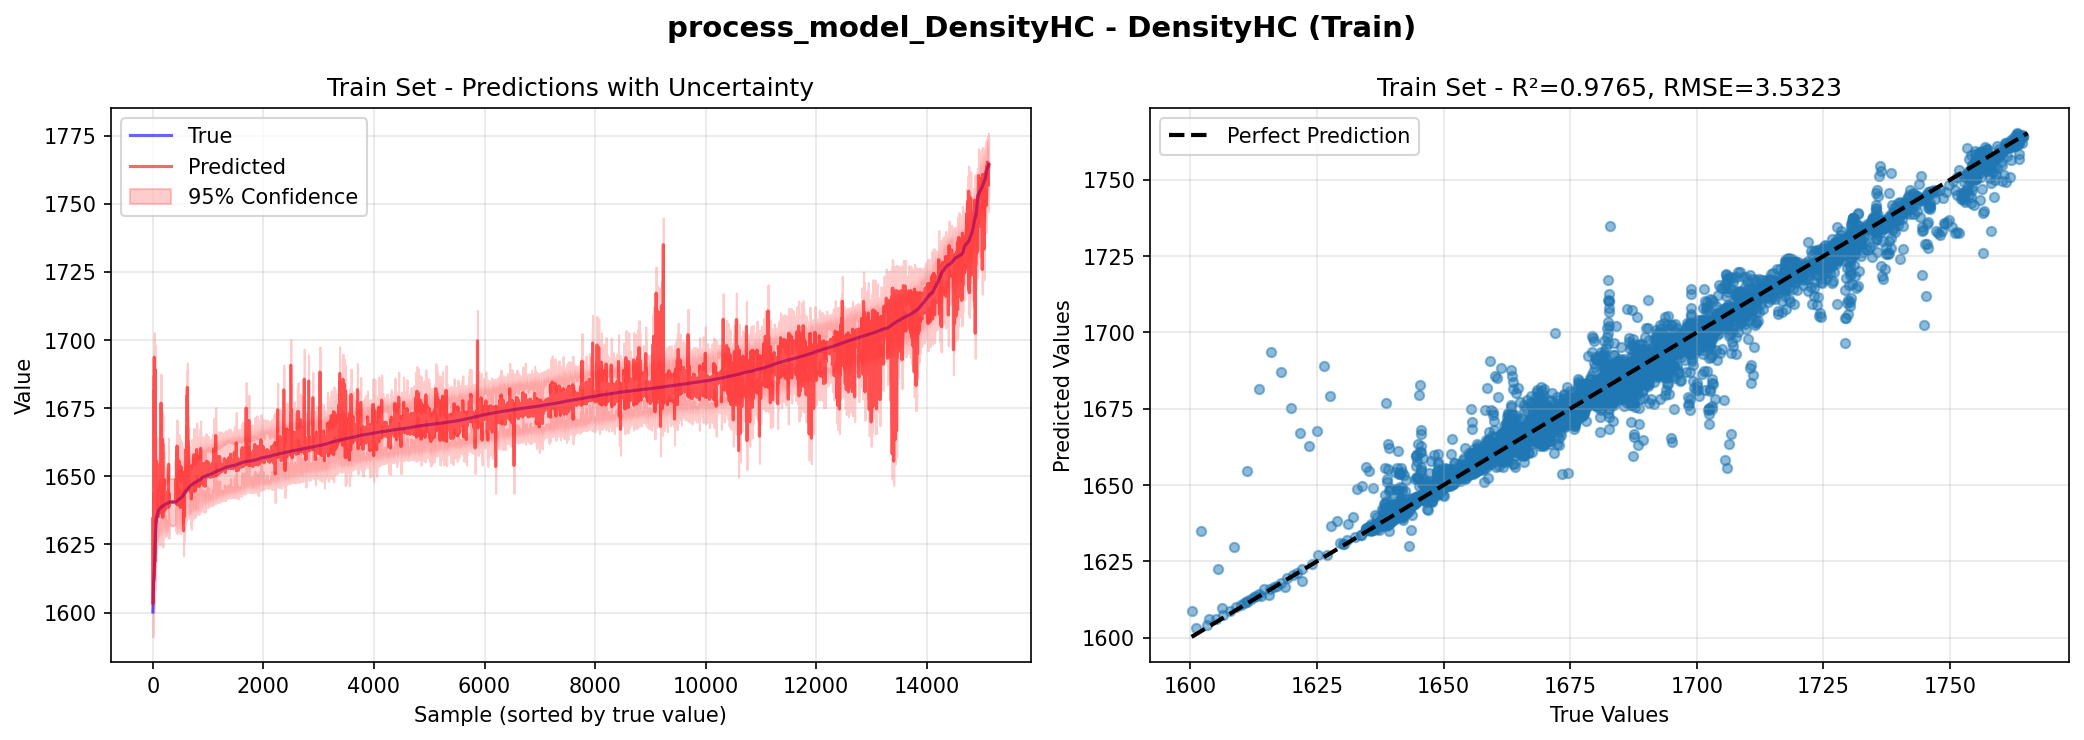 process_model_DensityHC - DensityHC (Train)
Train Set - Predictions with Uncertainty
True
Predicted
95% Confidence
1775
1750
1725
1700
1675
1650
1625
1600
Value
0 2000 4000 6000 8000 10000 12000 14000
Sample (sorted by true value)
Train Set - R²=0.9765, RMSE=3.5323
Perfect Prediction
1750
1725
1700
1675
1650
1625
1600
Predicted Values
1600 1625 1650 1675 1700 1725 1750
True Values